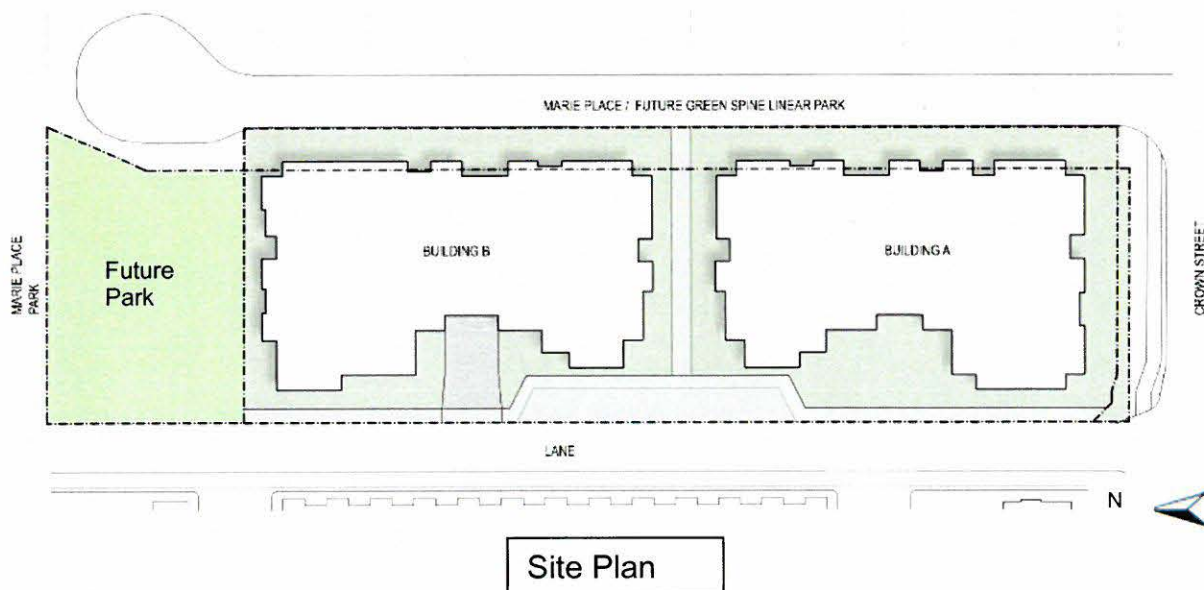 MARIE PLACE / FUTURE GREEN SPINE LINEAR PARK
MARIE PLACE
PARK
Future
Park
BUILDING B
BUILDING A
CROWN STREET
LANE
N
Site Plan